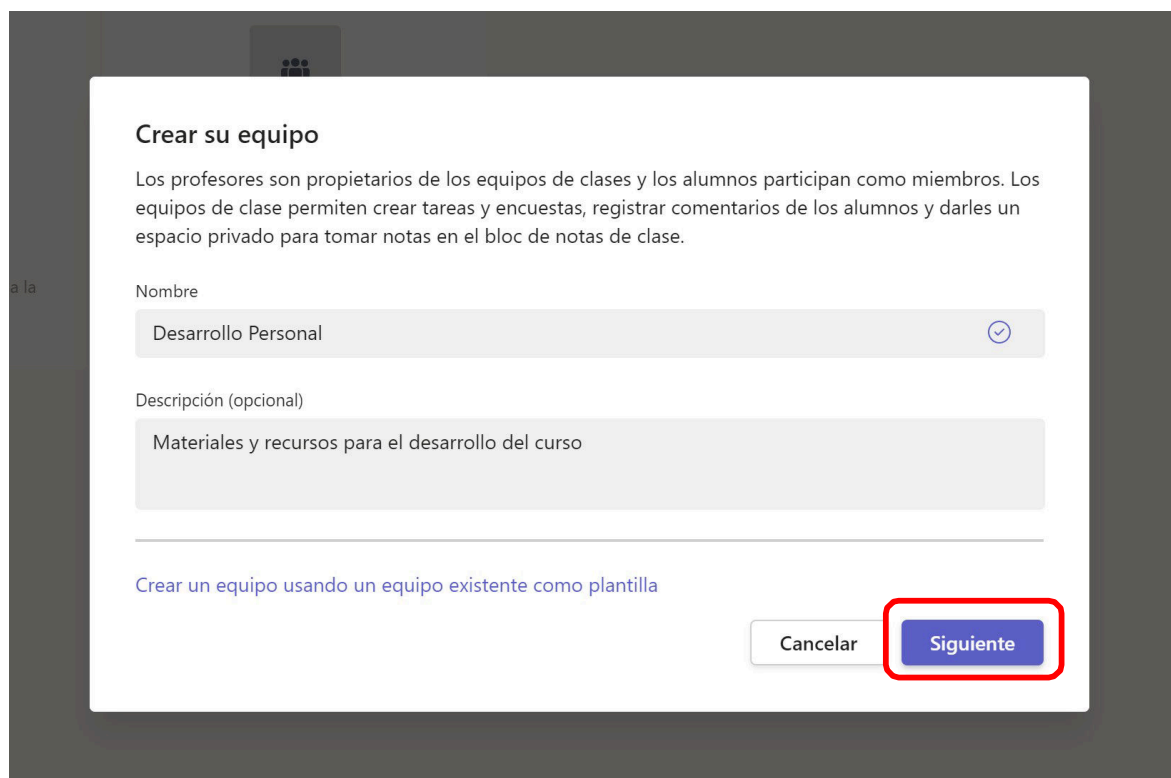 Crear su equipo
Los profesores son propietarios de los equipos de clases y los alumnos participan como miembros. Los
equipos de clase permiten crear tareas y encuestas, registrar comentarios de los alumnos y darles un
espacio privado para tomar notas en el bloc de notas de clase.
a la
Nombre
Desarrollo Personal
Descripción (opcional)
Materiales y recursos para el desarrollo del curso
Crear un equipo usando un equipo existente como plantilla
Cancelar
Siguiente